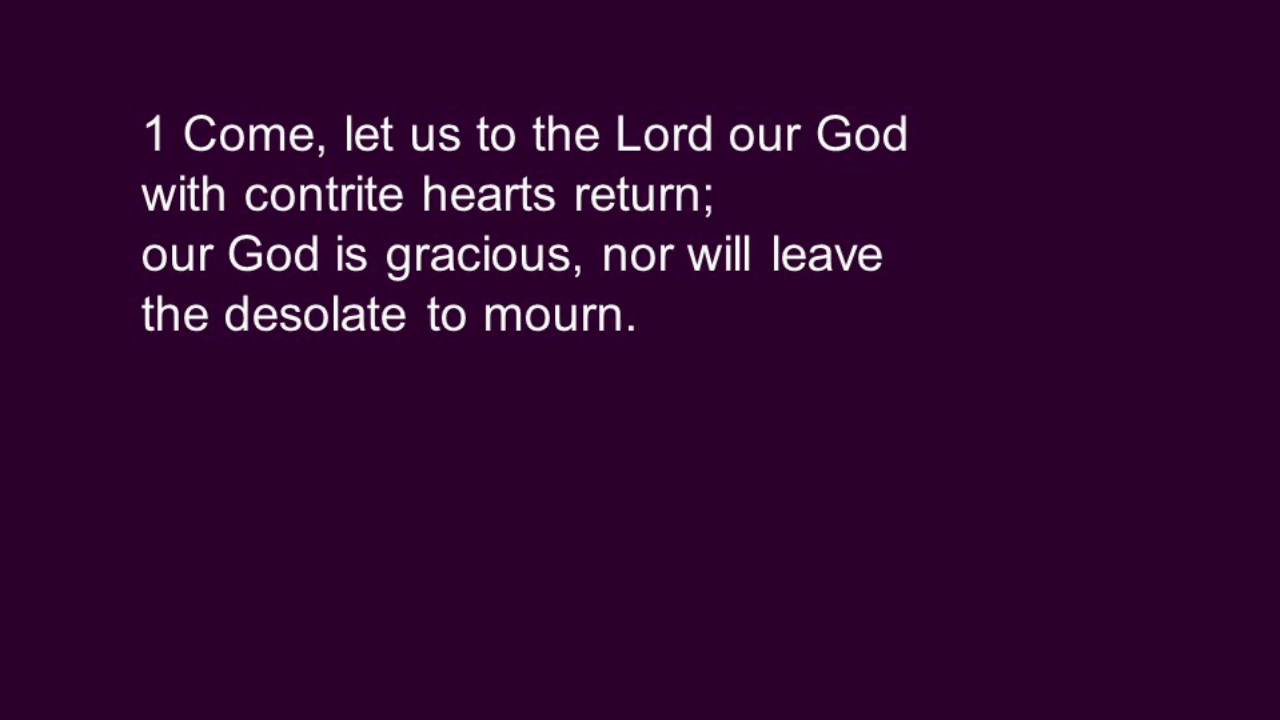 1 Come, let us to the Lord our God
with contrite hearts return;
our God is gracious, nor will leave
the desolate to mourn.